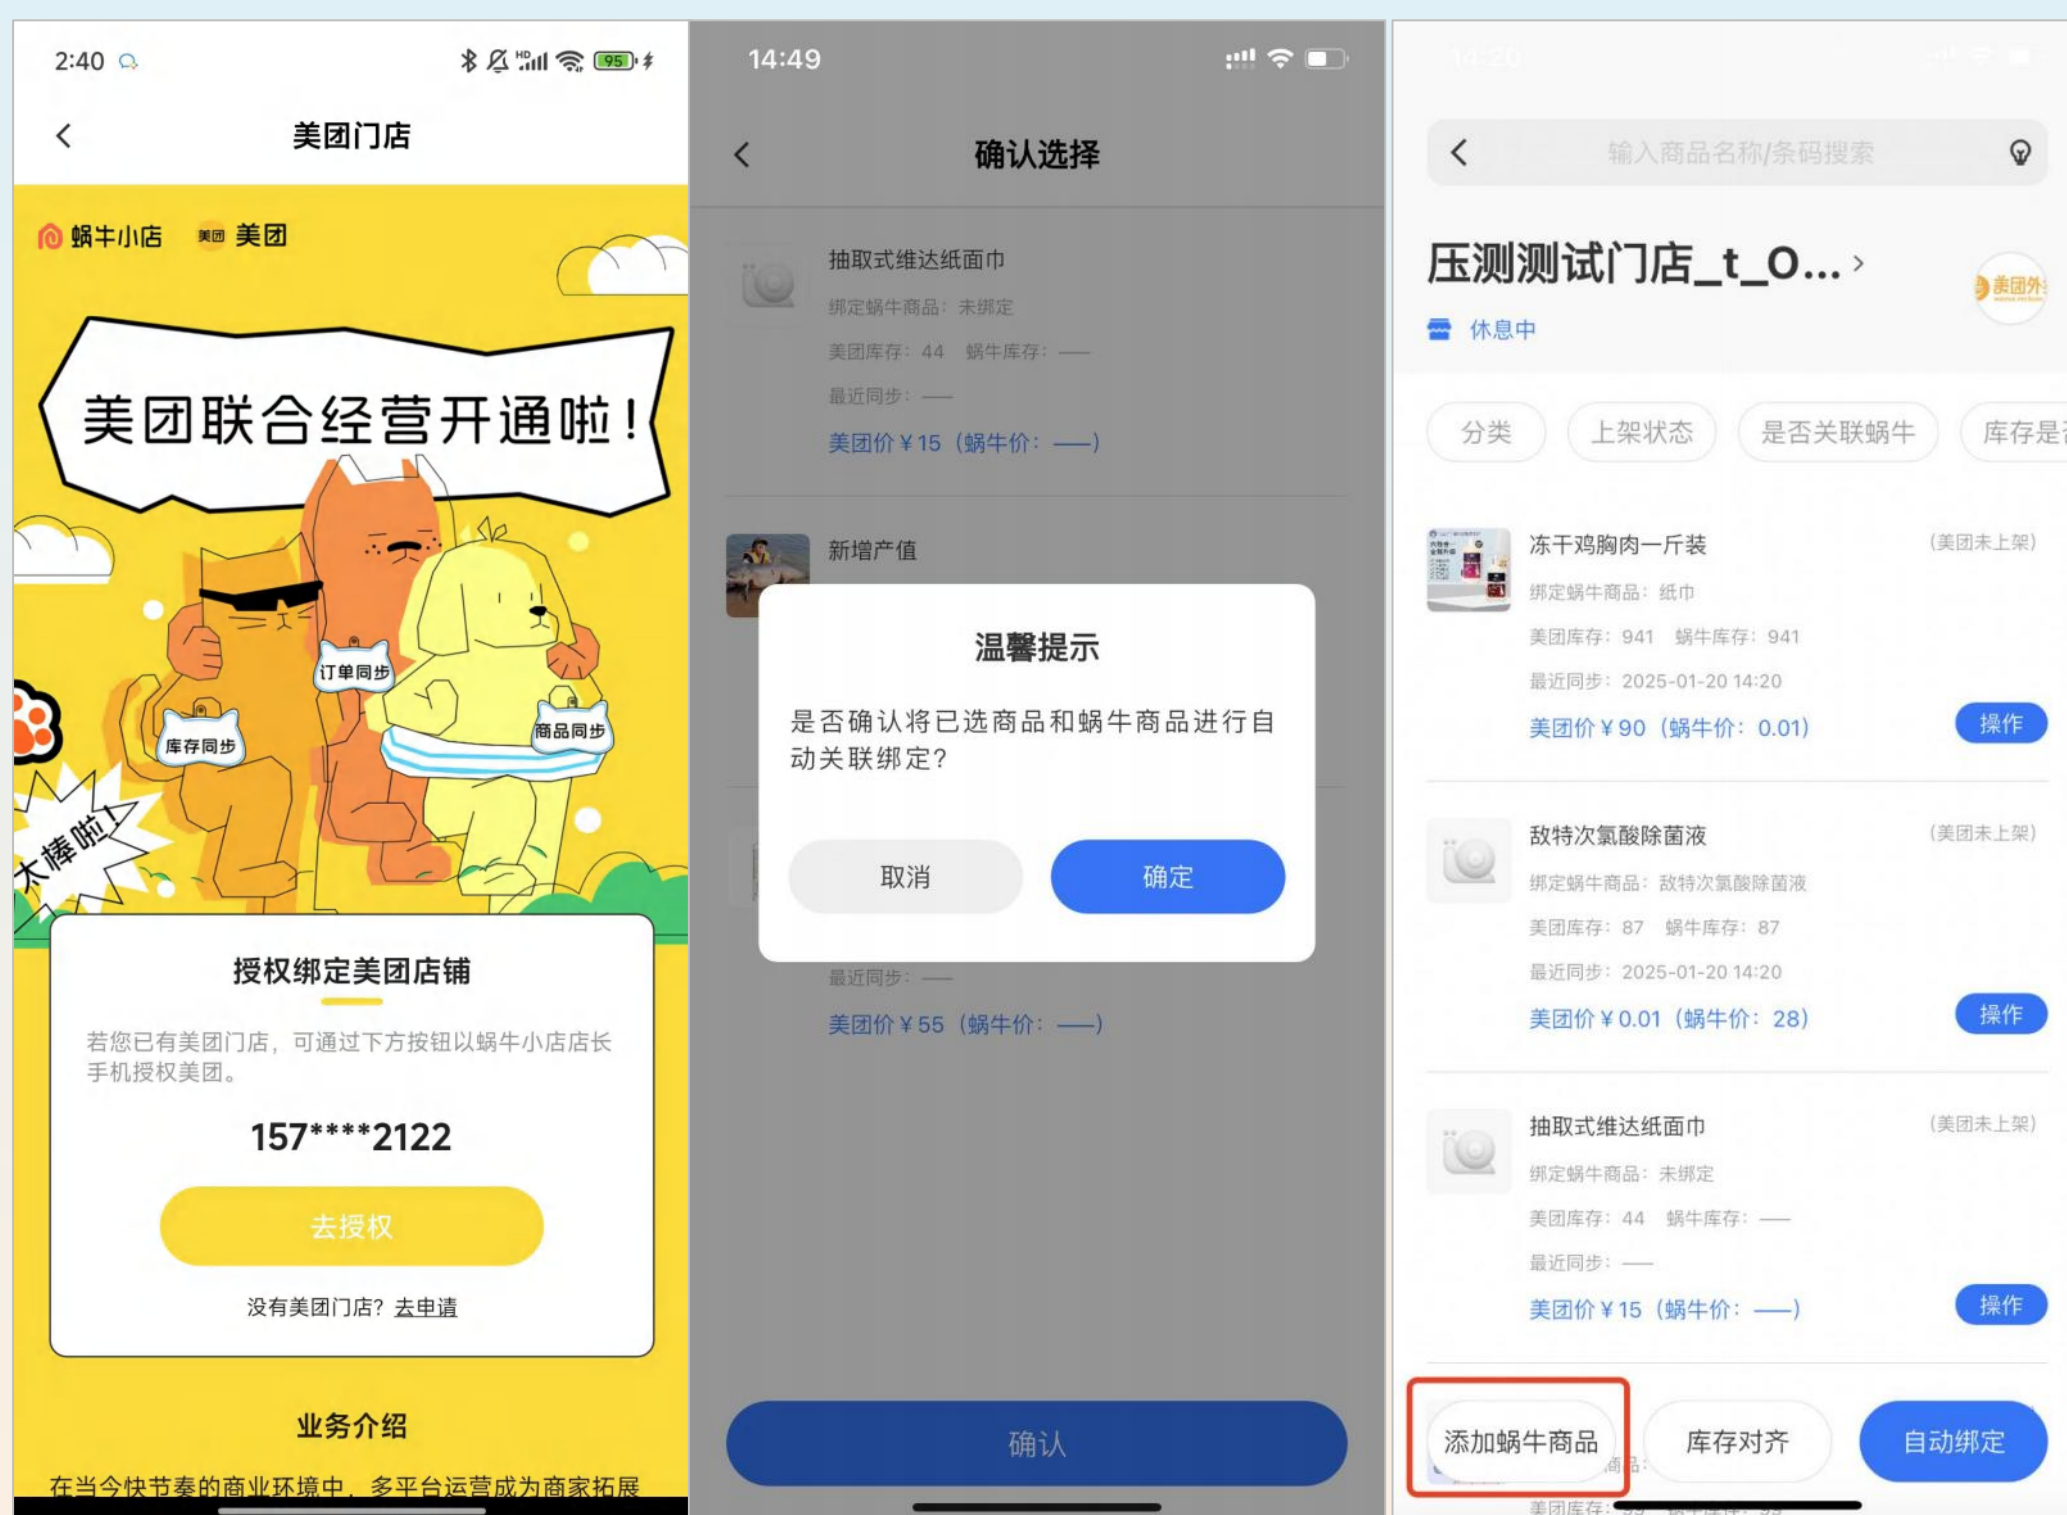 2:40
HD
95
美团门店
蜗牛小店 美团 美团
美团联合经营开通啦!
订单同步
库存同步
商品同步
太棒啦!
授权绑定美团店铺
若您已有美团门店，可通过下方按钮以蜗牛小店店长
手机授权美团。
157****2122
去授权
没有美团门店? 去申请
业务介绍
在当今快节奏的商业环境中，多平台运营成为商家拓展
14:49
确认选择
抽取式维达纸面巾
绑定蜗牛商品：未绑定
美团库存：44 蜗牛库存：——
最近同步：——
美团价￥15（蜗牛价：——）
新增产值
温馨提示
是否确认将已选商品和蜗牛商品进行自
动关联绑定?
取消
确定
最近同步：——
美团价￥55（蜗牛价：——）
确认
14:20
输入商品名称/条码搜索
压测测试门店_t_O...
美团外
休息中
分类
上架状态
是否关联蜗牛
库存是
冻干鸡胸肉一斤装
(美团未上架)
绑定蜗牛商品：纸巾
美团库存：941 蜗牛库存：941
最近同步：2025-01-20 14:20
美团价￥90（蜗牛价：0.01）
操作
敌特次氯酸除菌液
(美团未上架)
绑定蜗牛商品：敌特次氯酸除菌液
美团库存：87 蜗牛库存：87
最近同步：2025-01-20 14:20
美团价￥0.01（蜗牛价：28）
操作
抽取式维达纸面巾
(美团未上架)
绑定蜗牛商品：未绑定
美团库存：44 蜗牛库存：——
最近同步：——
美团价￥15（蜗牛价：——）
操作
添加蜗牛商品
库存对齐
自动绑定
美团库存：